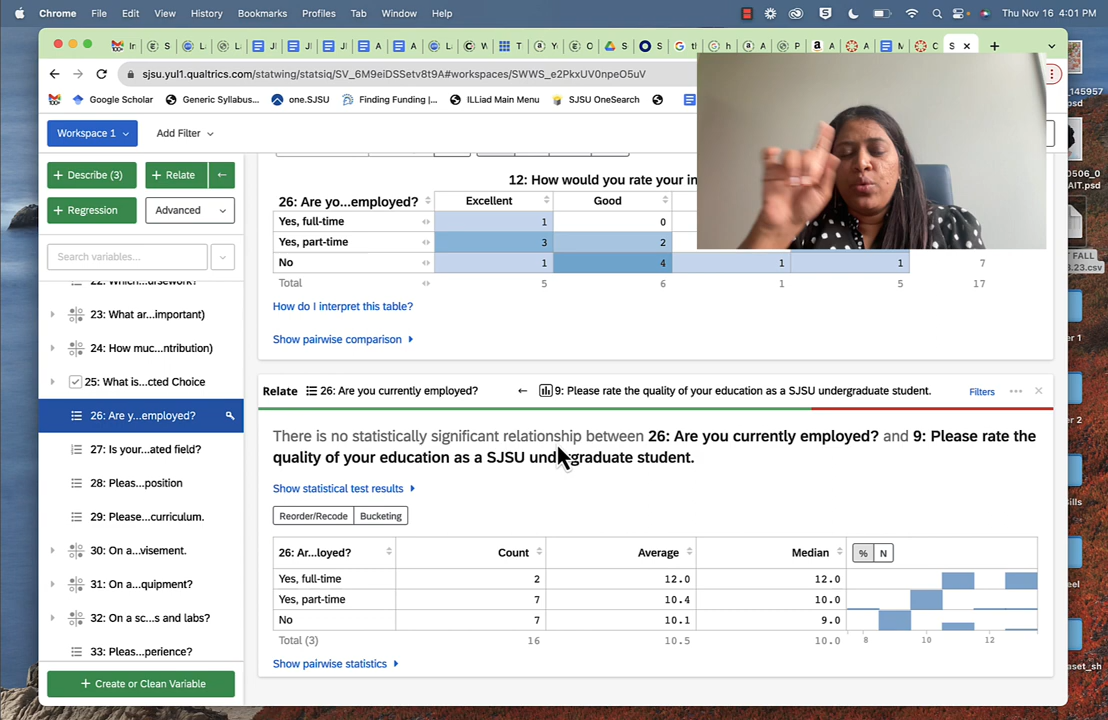 Chrome File Edit View History Bookmarks Profiles Tab Window Help Thu Nov 16 4:01 PM
sjsu.yul1.qualtrics.com/statwing/statsiq/SV_6M9eiDSSetv8t9A#workspaces/SWWS_e2PkxUV0npeO5uV
Google Scholar Generic Syllabus... one.SJSU Finding Funding |... ILLiad Main Menu SJSU OneSearch
Workspace 1 Add Filter
+ Describe (3) + Relate ←
+ Regression Advanced
Search variables...
23: What ar...important)
24: How muc...ntribution)
25: What is...cted Choice
26: Are y...employed?
27: Is your...ated field?
28: Pleas...position
29: Please...curriculum.
30: On a...visement.
31: On a...quipment?
32: On a sc...s and labs?
33: Pleas...perience?
+ Create or Clean Variable
12: How would you rate your in
26: Are yo...employed? Excellent Good
Yes, full-time 1 0
Yes, part-time 3 2
No 1 4 1 1 7
Total 5 6 1 5 17
How do I interpret this table?
Show pairwise comparison
Relate 26: Are you currently employed? ← 9: Please rate the quality of your education as a SJSU undergraduate student. Filters
There is no statistically significant relationship between 26: Are you currently employed? and 9: Please rate the
quality of your education as a SJSU undergraduate student.
Show statistical test results
Reorder/Recode Bucketing
26: Ar...loyed? Count Average Median % N
Yes, full-time 2 12.0 12.0
Yes, part-time 7 10.4 10.0
No 7 10.1 9.0
Total (3) 16 10.5 10.0 8 10 12
Show pairwise statistics
_145957
psd